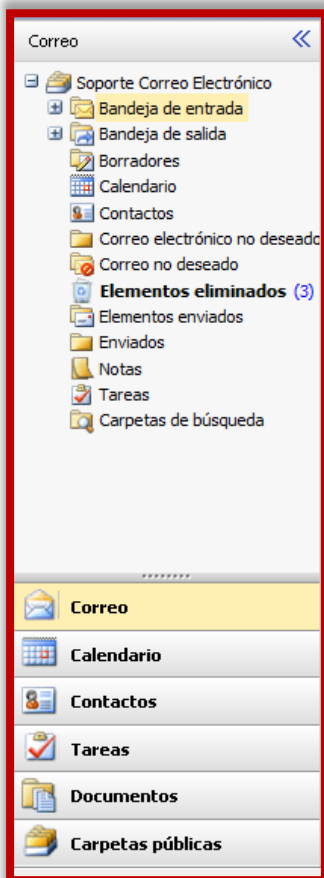 Correo
Soporte Correo Electrónico
Bandeja de entrada
Bandeja de salida
Borradores
Calendario
Contactos
Correo electrónico no deseado
Correo no deseado
Elementos eliminados (3)
Elementos enviados
Enviados
Notas
Tareas
Carpetas de búsqueda
Correo
Calendario
Contactos
Tareas
Documentos
Carpetas públicas